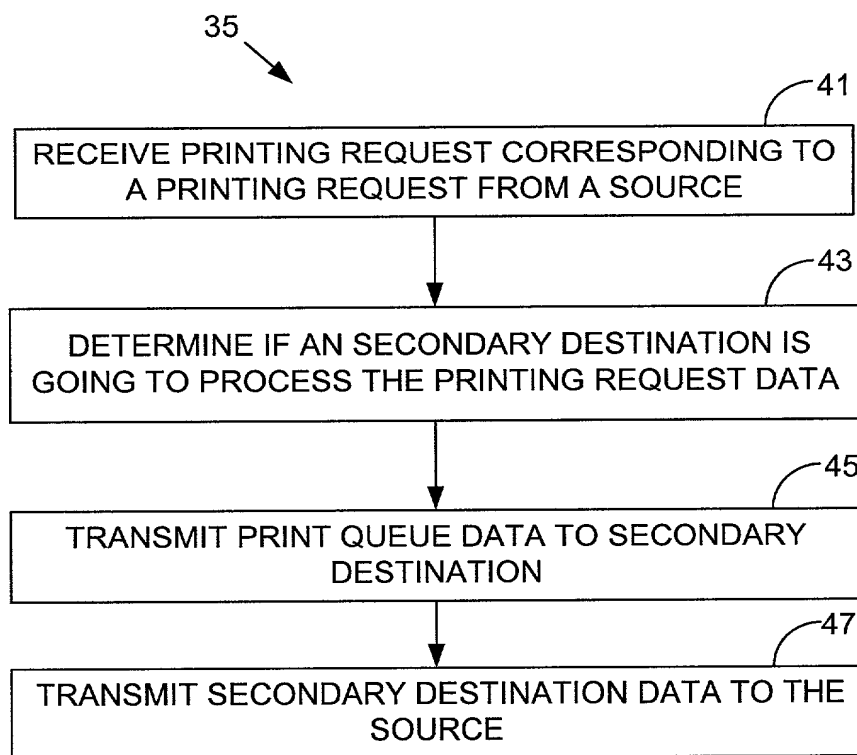 35
41
RECEIVE PRINTING REQUEST CORRESPONDING TO
A PRINTING REQUEST FROM A SOURCE
43
DETERMINE IF AN SECONDARY DESTINATION IS
GOING TO PROCESS THE PRINTING REQUEST DATA
45
TRANSMIT PRINT QUEUE DATA TO SECONDARY
DESTINATION
47
TRANSMIT SECONDARY DESTINATION DATA TO THE
SOURCE